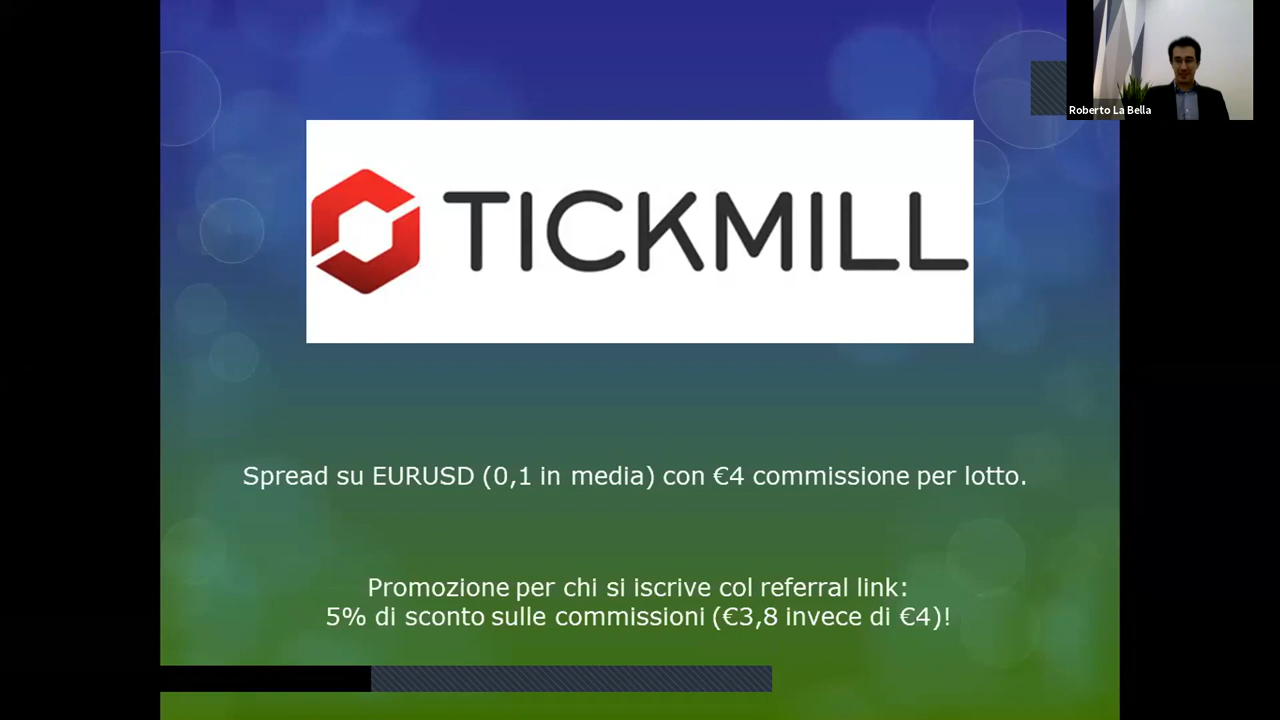 Roberto La Bella
TICKMILL
Spread su EURUSD (0,1 in media) con €4 commissione per lotto.
Promozione per chi si iscrive col referral link:
5% di sconto sulle commissioni (€3,8 invece di €4)!